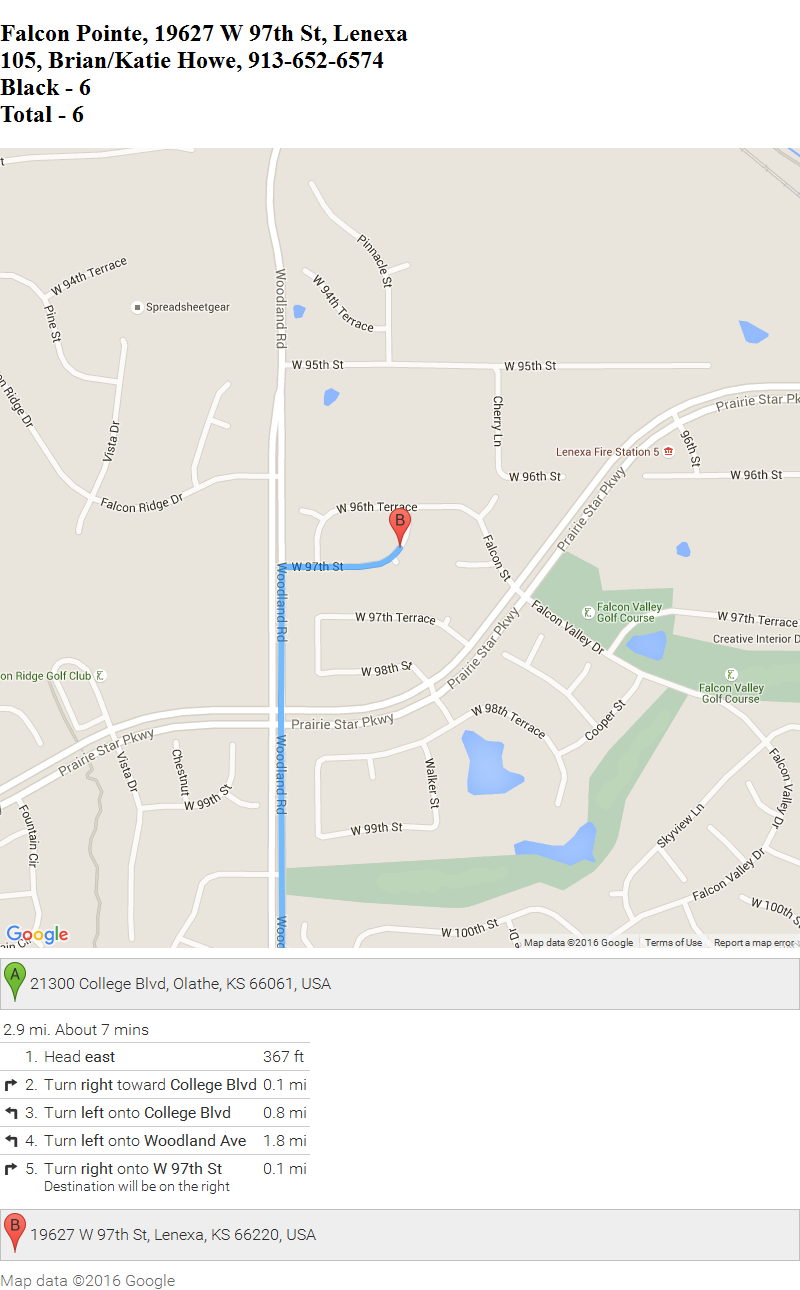 Falcon Pointe, 19627 W 97th St, Lenexa
105, Brian/Katie Howe, 913-652-6574
Black - 6
Total - 6
W 94th Terrace
Pinnacle St
Woodland Rd
W 94th Terrace
Spreadsheetgear
Pine St
W 95th St
W 95th St
Prairie Star Pk
on Ridge Dr
Cherry Ln
Vista Dr
96th St
Lenexa Fire Station 5
W 96th St
W 96th St
Falcon Ridge Dr
Prairie Star Pkwy
W 96th Terrace
B
Falcon St
W 97th St
Woodland Rd
Falcon Valley
Golf Course
W 97th Terrace
Falcon Valley Dr
W 97th Terrace
Creative Interior D
Prairie Star Pkwy
W 98th St
on Ridge Golf Club
Falcon Valley
Golf Course
Prairie Star Pkwy
W 98th Terrace
Cooper St
Prairie Star Pkwy
Woodland Rd
Vista Dr
Chestnut
Walker St
Falcon Valley Dr
W 99th St
W 99th St
Skyview Ln
Fountain Cir
Falcon Valley Dr
W 100th St
W 100th St
Wood
Google
Map data ©2016 Google Terms of Use Report a map error
A 21300 College Blvd, Olathe, KS 66061, USA
2.9 mi. About 7 mins
1. Head east 367 ft
2. Turn right toward College Blvd 0.1 mi
3. Turn left onto College Blvd 0.8 mi
4. Turn left onto Woodland Ave 1.8 mi
5. Turn right onto W 97th St 0.1 mi
Destination will be on the right
B 19627 W 97th St, Lenexa, KS 66220, USA
Map data ©2016 Google